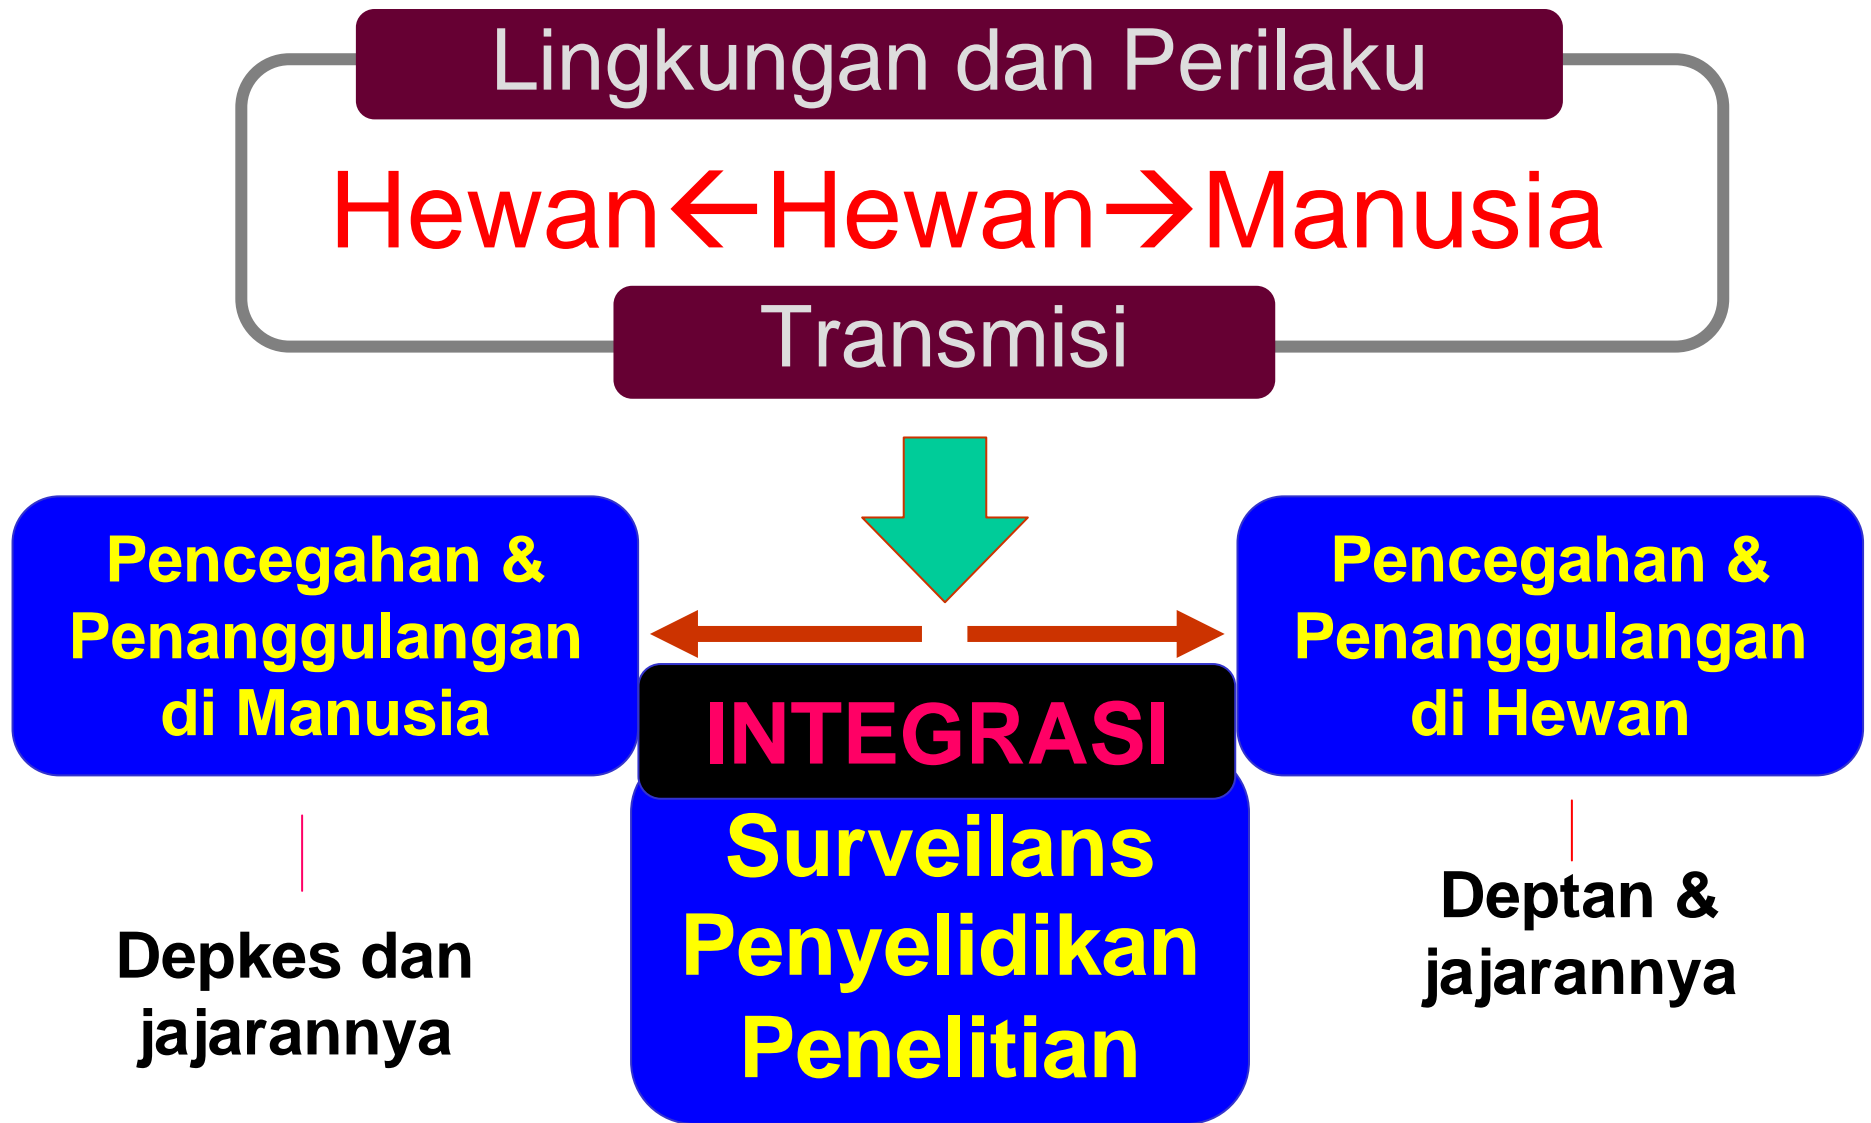 Lingkungan dan Perilaku
Hewan←Hewan→Manusia
Transmisi
Pencegahan &
Penanggulangan
di Manusia
Pencegahan &
Penanggulangan
di Hewan
INTEGRASI
Surveilans
Penyelidikan
Penelitian
Depkes dan
jajarannya
Deptan &
jajarannya